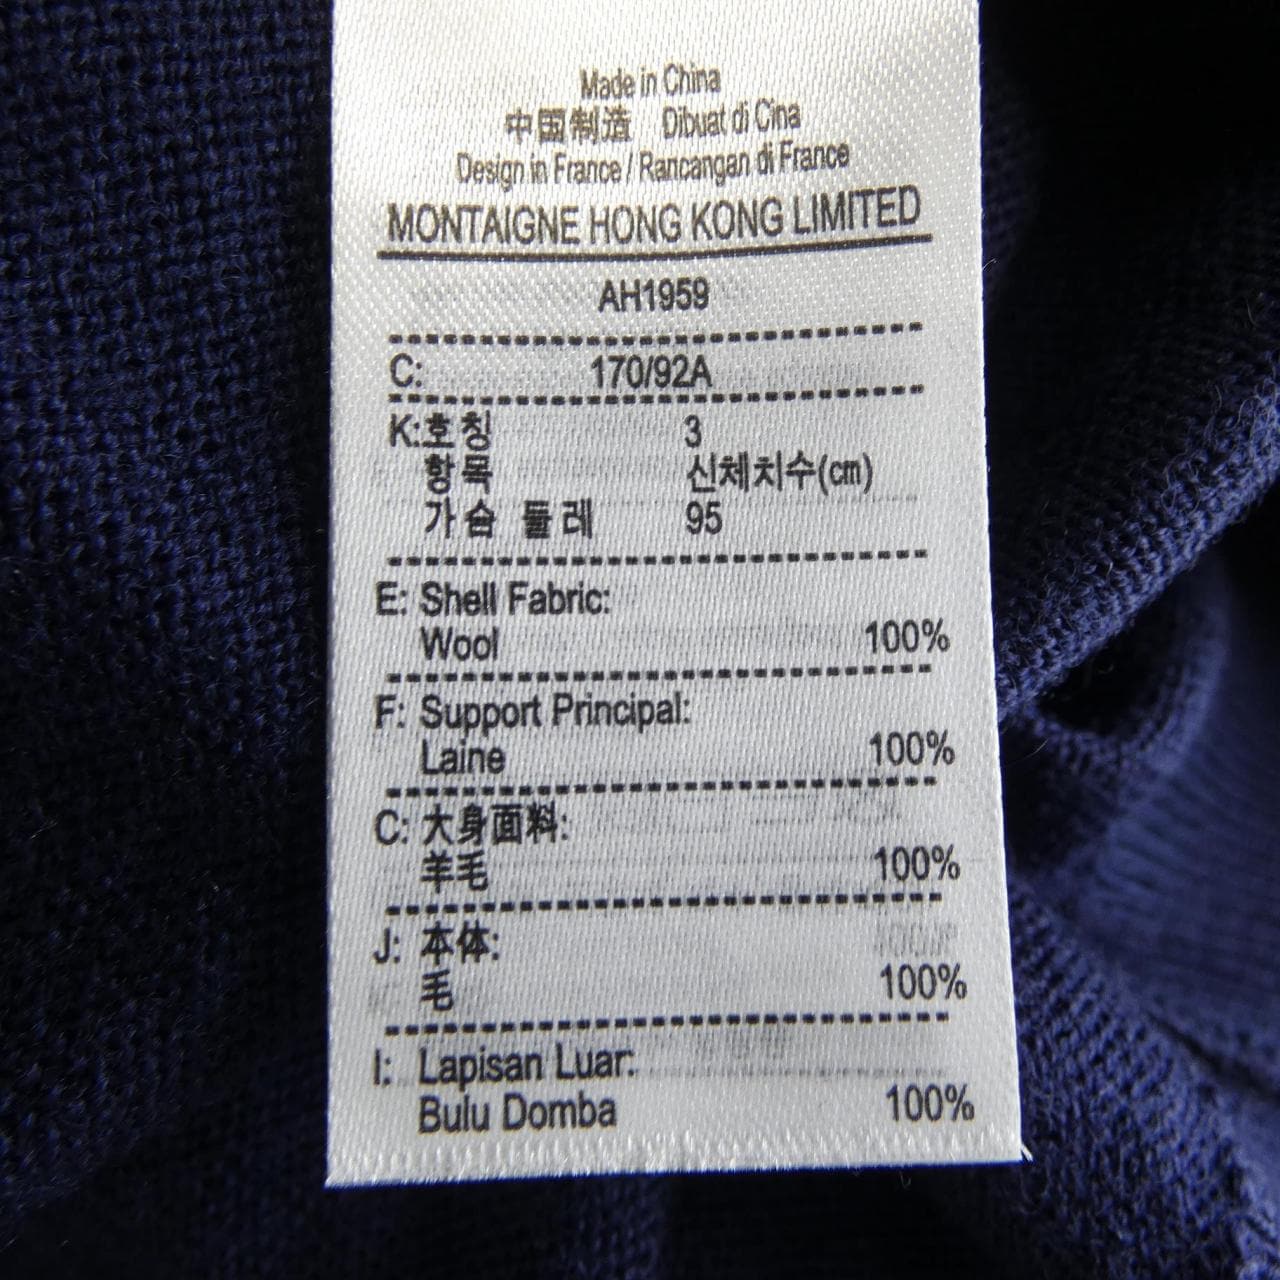 Made in China
中国制造 Dibuat di Cina
Design in France / Rancangan di France
MONTAIGNE HONG KONG LIMITED
AH1959
C: 170/92A
K:호칭 3
항목 신체치수(cm)
가슴 둘레 95
E: Shell Fabric:
Wool 100%
F: Support Principal:
Laine 100%
C: 大身面料:
羊毛 100%
J: 本体:
毛 100%
I: Lapisan Luar:
Bulu Domba 100%